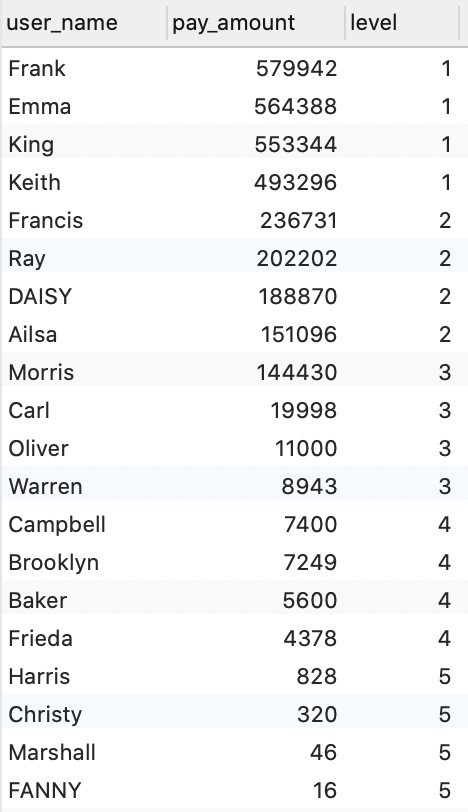 user_name pay_amount level
Frank 579942 1
Emma 564388 1
King 553344 1
Keith 493296 1
Francis 236731 2
Ray 202202 2
DAISY 188870 2
Ailsa 151096 2
Morris 144430 3
Carl 19998 3
Oliver 11000 3
Warren 8943 3
Campbell 7400 4
Brooklyn 7249 4
Baker 5600 4
Frieda 4378 4
Harris 828 5
Christy 320 5
Marshall 46 5
FANNY 16 5